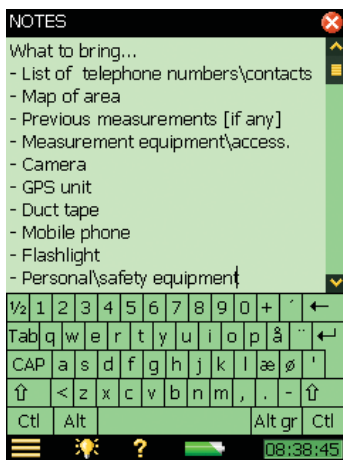 NOTES
What to bring...
- List of telephone numbers\contacts
- Map of area
- Previous measurements [if any]
- Measurement equipment\access.
- Camera
- GPS unit
- Duct tape
- Mobile phone
- Flashlight
- Personal\safety equipment
½ 1 2 3 4 5 6 7 8 9 0 + ´ ←
Tab q w e r t y u i o p å ¨ ↵
CAP a s d f g h j k l æ ø '
⇧ < z x c v b n m , . - ⇧
Ctl Alt Alt gr Ctl
? 08:38:45